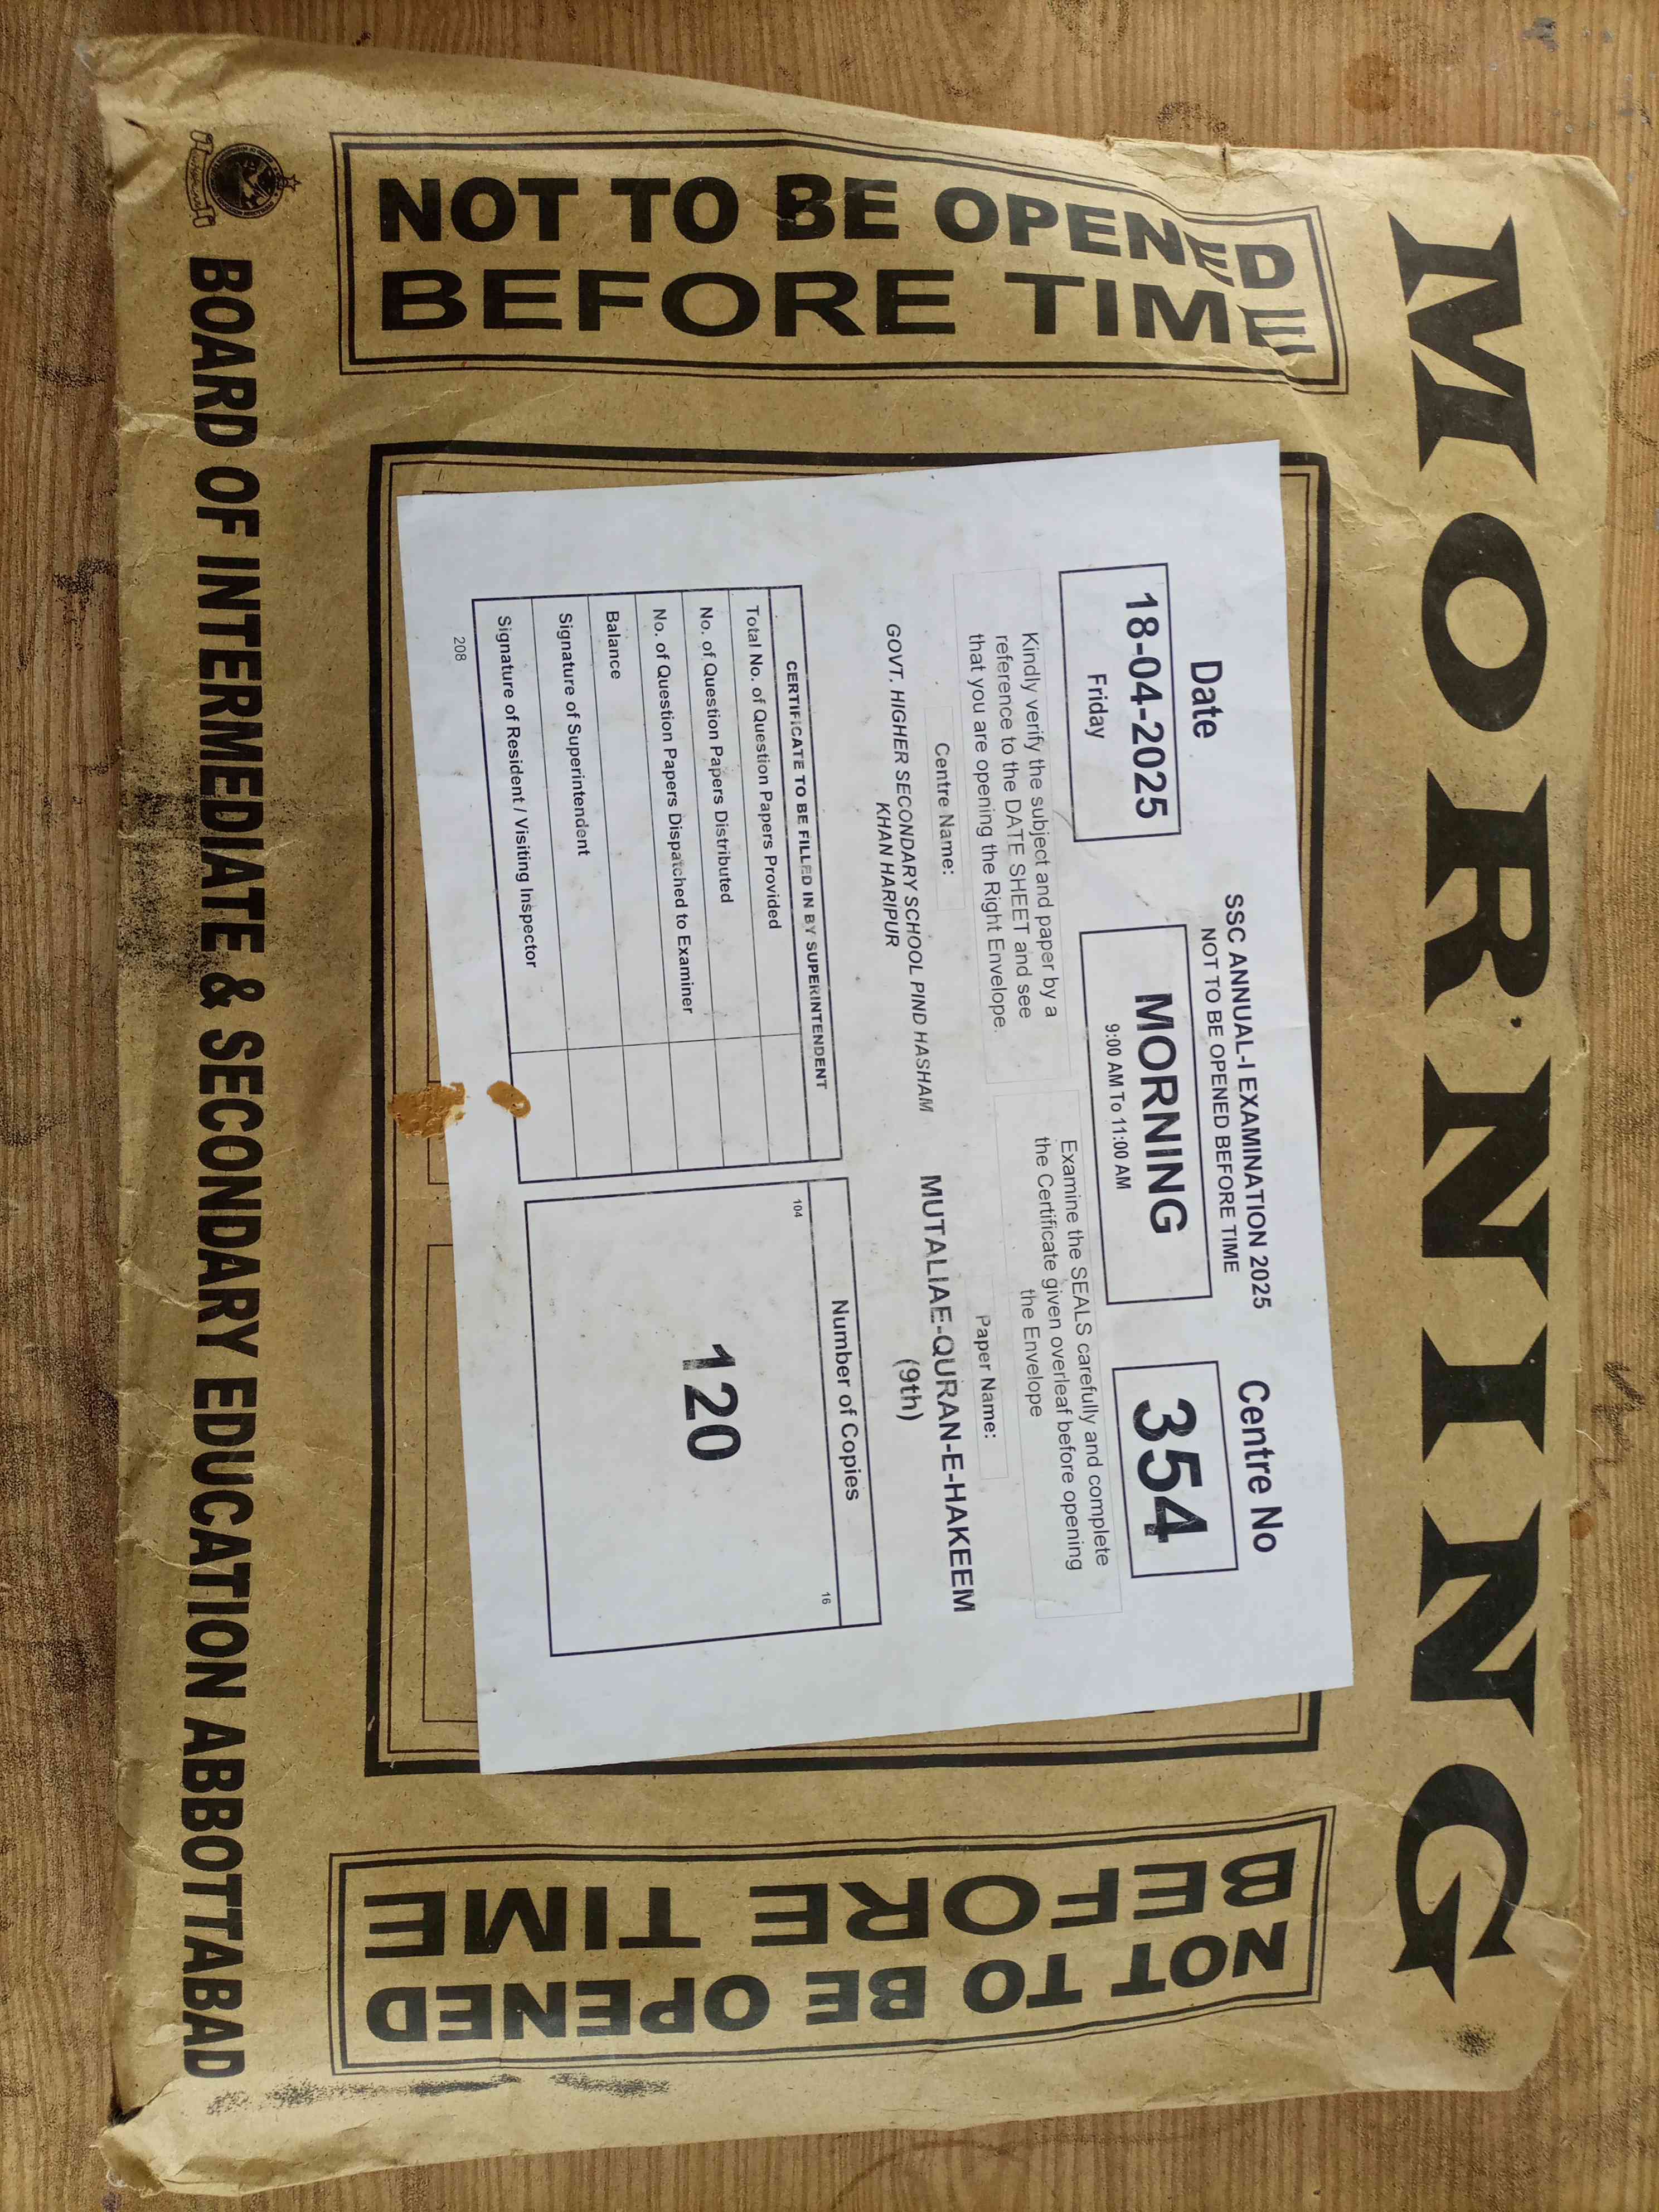 MORNING
NOT TO BE OPENED
BEFORE TIME
Date
SSC ANNUAL-I EXAMINATION 2025
NOT TO BE OPENED BEFORE TIME
Centre No
18-04-2025
Friday
MORNING
9:00 AM To 11:00 AM
354
Kindly verify the subject and paper by a
reference to the DATE SHEET and see
that you are opening the Right Envelope.
Examine the SEALS carefully and complete
the Certificate given overleaf before opening
the Envelope
Centre Name:
GOVT. HIGHER SECONDARY SCHOOL PIND HASHAM
KHAN HARIPUR
Paper Name:
MUTALIAE-QURAN-E-HAKEEM
(9th)
CERTIFICATE TO BE FILLED IN BY SUPERINTENDENT
Total No. of Question Papers Provided
No. of Question Papers Distributed
No. of Question Papers Dispatched to Examiner
Balance
Signature of Superintendent
Signature of Resident / Visiting Inspector
208
Number of Copies
104
16
120
NOT TO BE OPENED
BEFORE TIME
BOARD OF INTERMEDIATE & SECONDARY EDUCATION ABBOTTABAD